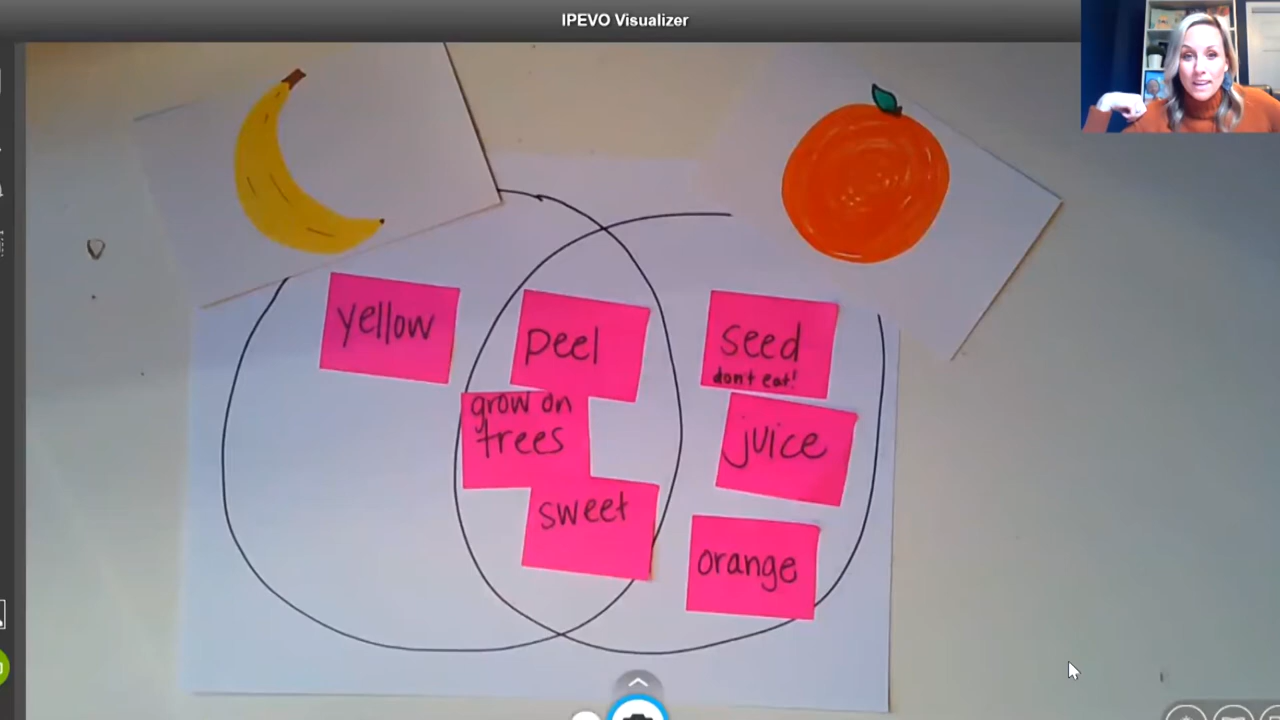 IPEVO Visualizer
yellow
peel
grow on
trees
sweet
seed
don't eat!
juice
orange